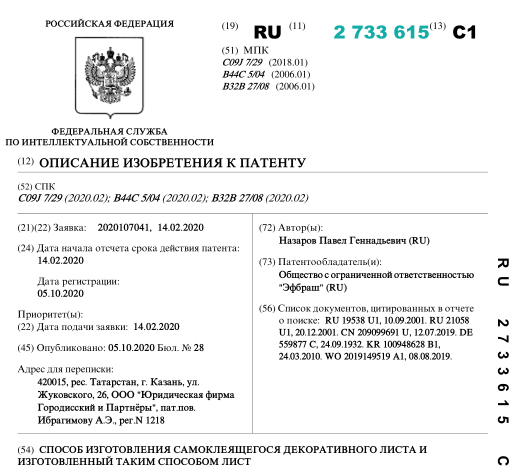 РОССИЙСКАЯ ФЕДЕРАЦИЯ
(19) RU (11) 2 733 615 (13) C1
(51) МПК
C09J 7/29 (2018.01)
B44C 5/04 (2006.01)
B32B 27/08 (2006.01)
ФЕДЕРАЛЬНАЯ СЛУЖБА
ПО ИНТЕЛЛЕКТУАЛЬНОЙ СОБСТВЕННОСТИ
(12) ОПИСАНИЕ ИЗОБРЕТЕНИЯ К ПАТЕНТУ
(52) СПК
C09J 7/29 (2020.02); B44C 5/04 (2020.02); B32B 27/08 (2020.02)
(21)(22) Заявка: 2020107041, 14.02.2020
(24) Дата начала отсчета срока действия патента:
14.02.2020
Дата регистрации:
05.10.2020
Приоритет(ы):
(22) Дата подачи заявки: 14.02.2020
(45) Опубликовано: 05.10.2020 Бюл. № 28
Адрес для переписки:
420015, рес. Татарстан, г. Казань, ул.
Жуковского, 26, ООО "Юридическая фирма
Городисский и Партнёры", пат.пов.
Ибрагимову А.Э., рег.N 1218
(72) Автор(ы):
Назаров Павел Геннадьевич (RU)
(73) Патентообладатель(и):
Общество с ограниченной ответственностью
"Эфбраш" (RU)
(56) Список документов, цитированных в отчете
о поиске: RU 19538 U1, 10.09.2001. RU 21058
U1, 20.12.2001. CN 209099691 U, 12.07.2019. DE
559877 C, 24.09.1932. KR 100948628 B1,
24.03.2010. WO 2019149519 A1, 08.08.2019.
(54) СПОСОБ ИЗГОТОВЛЕНИЯ САМОКЛЕЯЩЕГОСЯ ДЕКОРАТИВНОГО ЛИСТА И
ИЗГОТОВЛЕННЫЙ ТАКИМ СПОСОБОМ ЛИСТ
RU 2733615 C